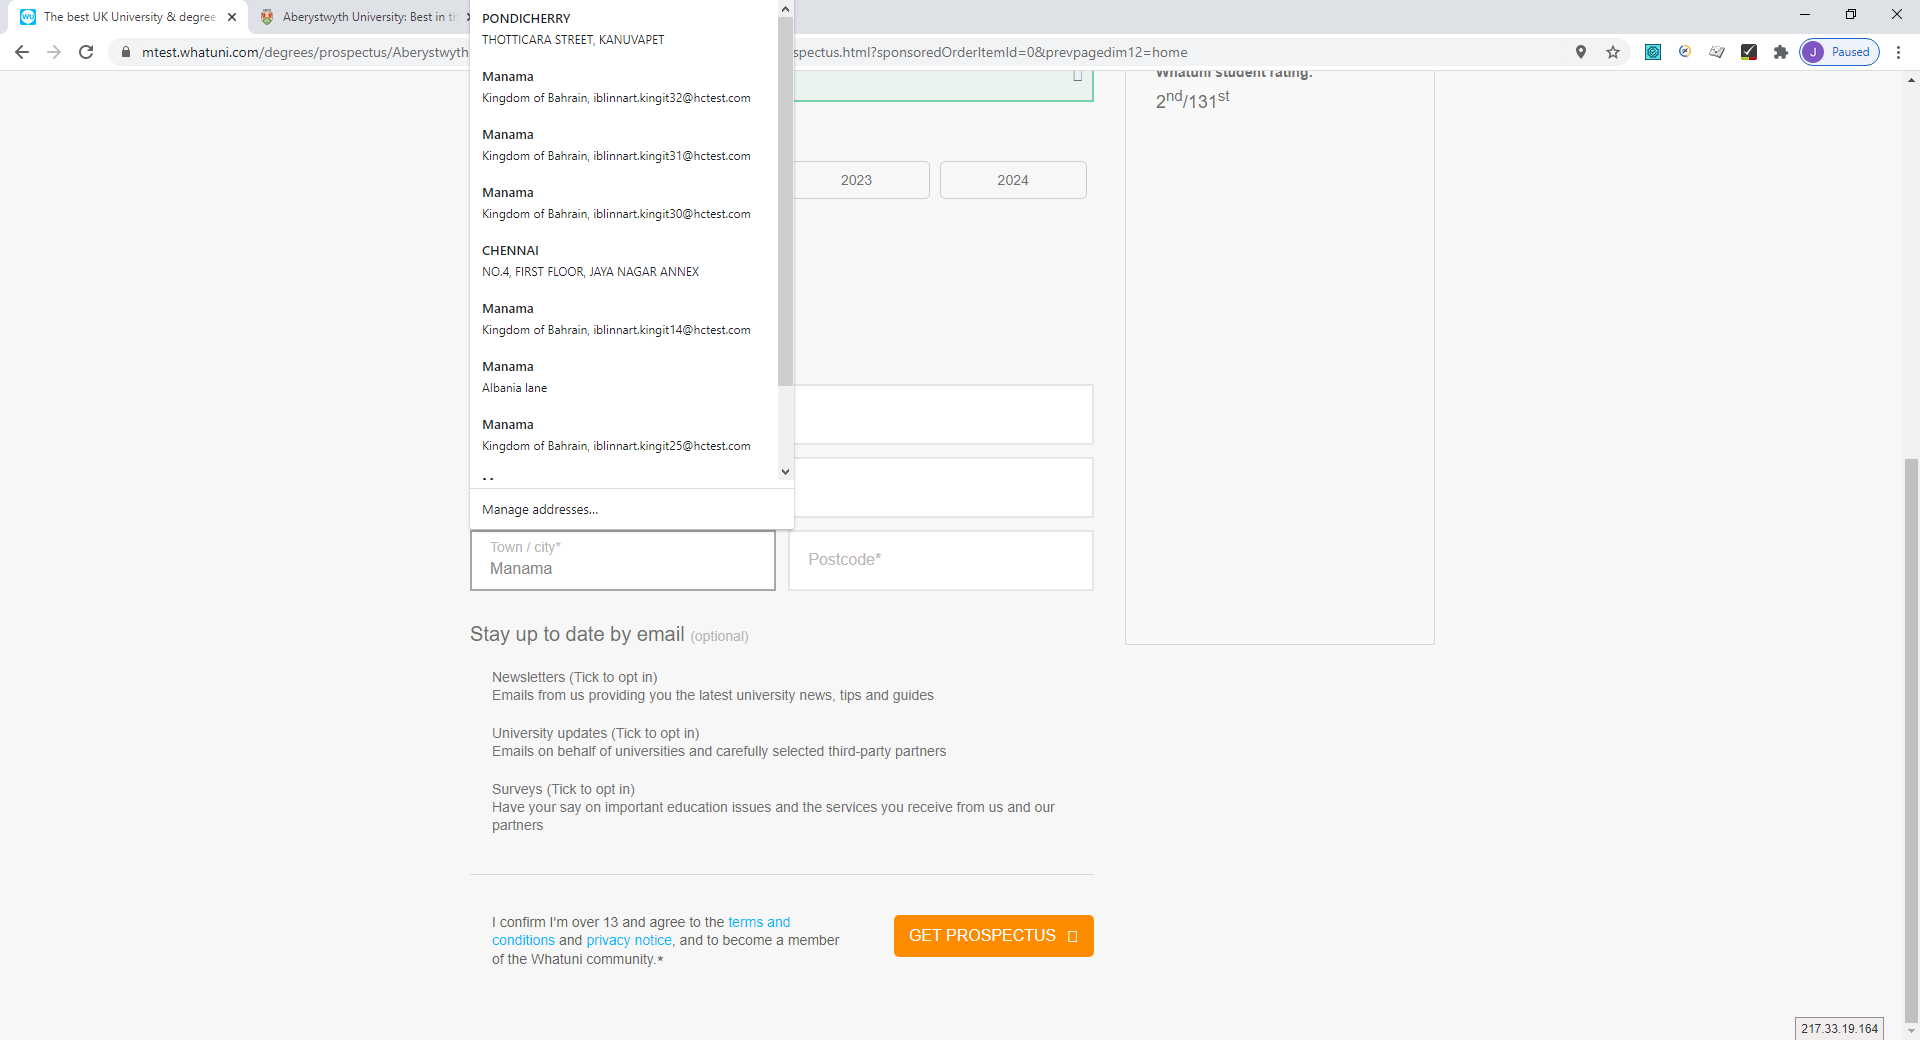 The best UK University & degree
Aberystwyth University: Best in th
mtest.whatuni.com/degrees/prospectus/Aberystwyth
spectus.html?sponsoredOrderItemId=0&prevpagedim12=home
J Paused
PONDICHERRY
THOTTICARA STREET, KANUVAPET
Manama
Kingdom of Bahrain, iblinnart.kingit32@hctest.com
Manama
Kingdom of Bahrain, iblinnart.kingit31@hctest.com
Manama
Kingdom of Bahrain, iblinnart.kingit30@hctest.com
CHENNAI
NO.4, FIRST FLOOR, JAYA NAGAR ANNEX
Manama
Kingdom of Bahrain, iblinnart.kingit14@hctest.com
Manama
Albania lane
Manama
Kingdom of Bahrain, iblinnart.kingit25@hctest.com
Manage addresses...
Whatuni student rating:
2nd/131st
2023
2024
Town / city*
Manama
Postcode*
Stay up to date by email (optional)
Newsletters (Tick to opt in)
Emails from us providing you the latest university news, tips and guides
University updates (Tick to opt in)
Emails on behalf of universities and carefully selected third-party partners
Surveys (Tick to opt in)
Have your say on important education issues and the services you receive from us and our
partners
I confirm I'm over 13 and agree to the terms and
conditions and privacy notice, and to become a member
of the Whatuni community.*
GET PROSPECTUS
217.33.19.164